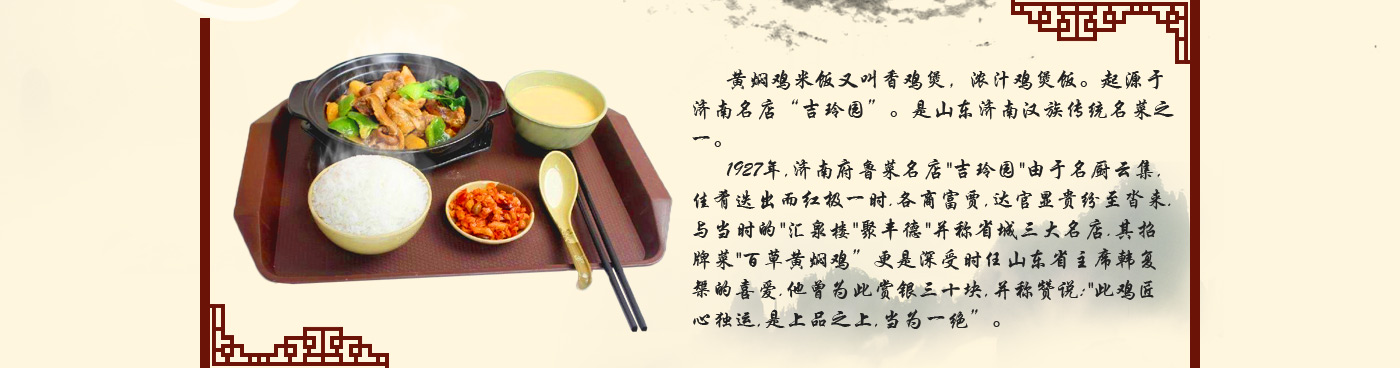 黄焖鸡米饭又叫香鸡煲，浓汁鸡煲饭。起源于
济南名店“吉玲园”。是山东济南汉族传统名菜之
一。
1927年,济南府鲁菜名店"吉玲园"由于名厨云集,
佳肴迭出而红极一时,各商富贾,达官显贵纷至沓来,
与当时的"汇泉楼"聚丰德"并称省城三大名店,其招
牌菜"百草黄焖鸡”更是深受时任山东省主席韩复
榘的喜爱,他曾为此赏银三十块,并称赞说:"此鸡匠
心独运,是上品之上,当为一绝”。